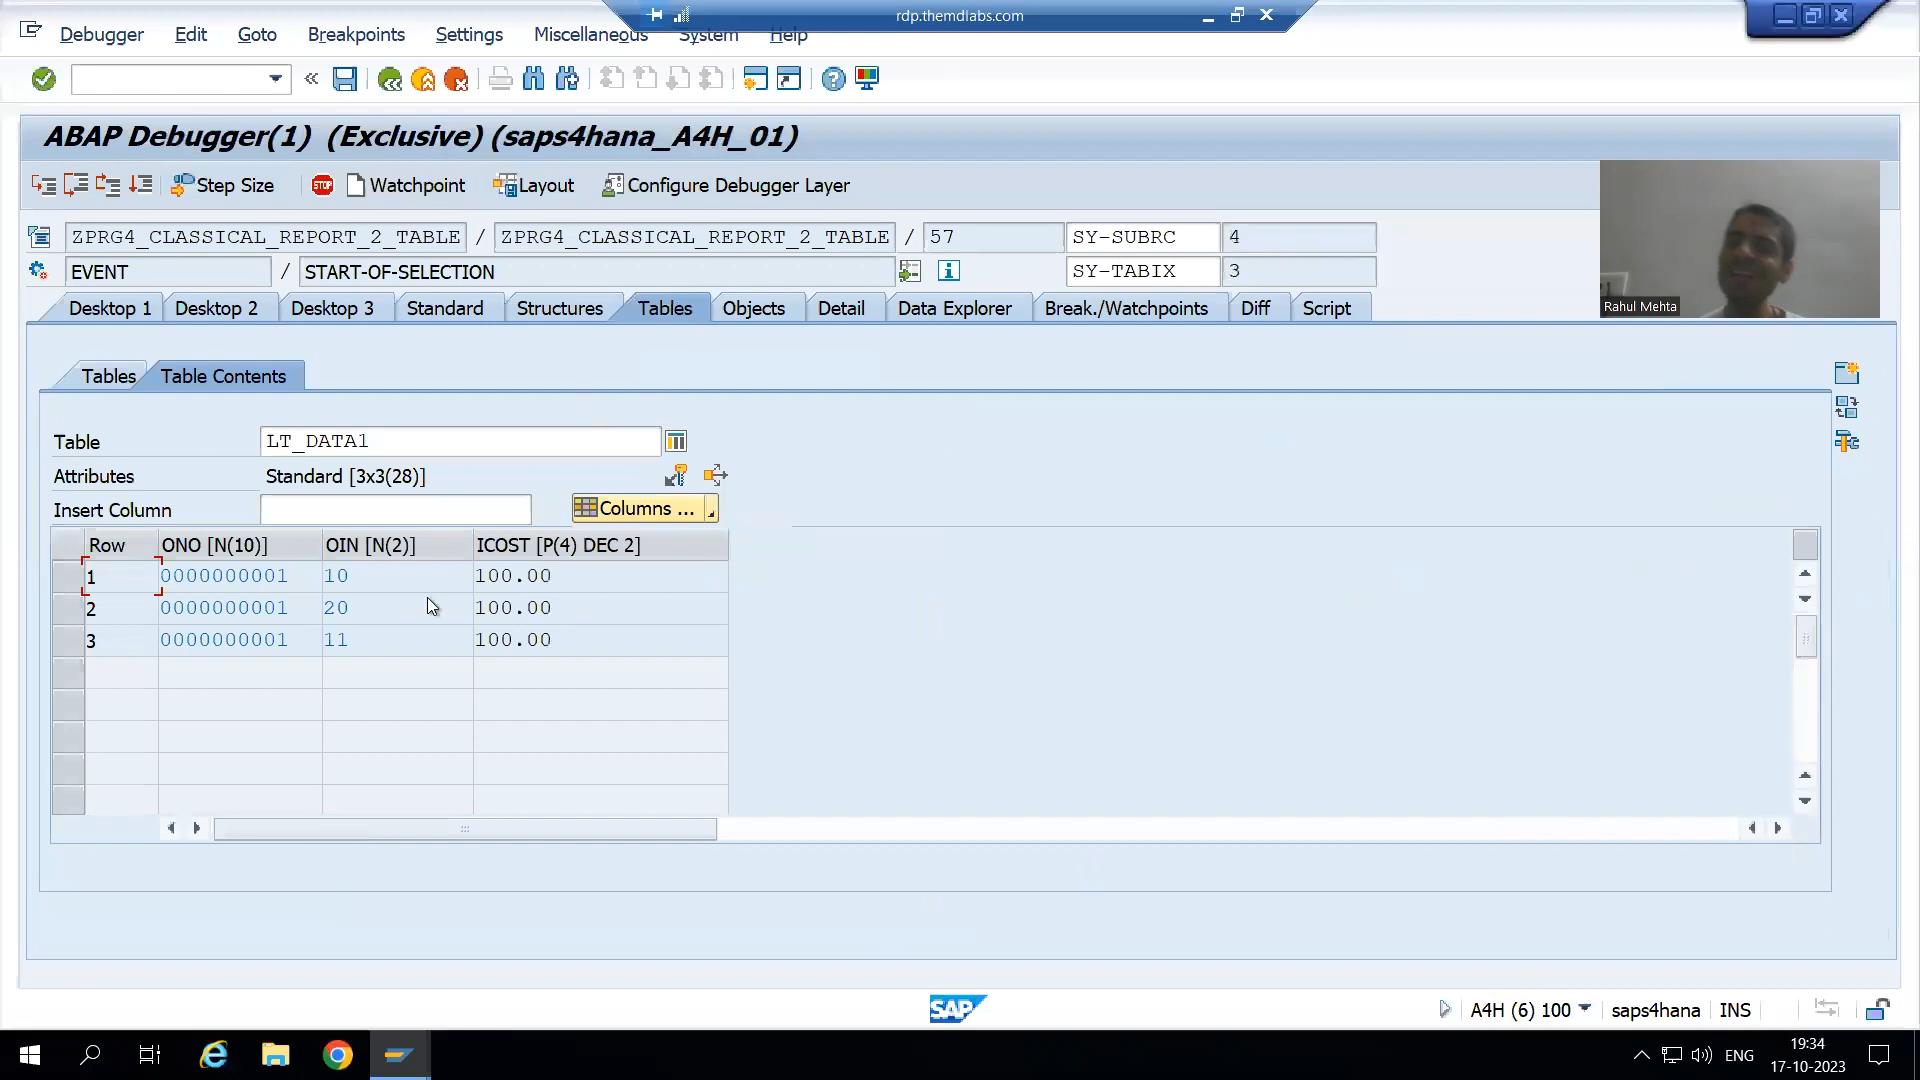 rdp.themdlabs.com
Debugger Edit Goto Breakpoints Settings Miscellaneous System Help
ABAP Debugger(1) (Exclusive) (saps4hana_A4H_01)
Step Size STOP Watchpoint Layout Configure Debugger Layer
ZPRG4_CLASSICAL_REPORT_2_TABLE / ZPRG4_CLASSICAL_REPORT_2_TABLE / 57 SY-SUBRC 4
EVENT / START-OF-SELECTION SY-TABIX 3
Rahul Mehta
Desktop 1 Desktop 2 Desktop 3 Standard Structures Tables Objects Detail Data Explorer Break./Watchpoints Diff Script
Tables Table Contents
Table LT_DATA1
Attributes Standard [3x3(28)]
Insert Column Columns ...
Row ONO [N(10)] OIN [N(2)] ICOST [P(4) DEC 2]
1 0000000001 10 100.00
2 0000000001 20 100.00
3 0000000001 11 100.00
SAP A4H (6) 100 saps4hana INS
ENG 19:34
17-10-2023